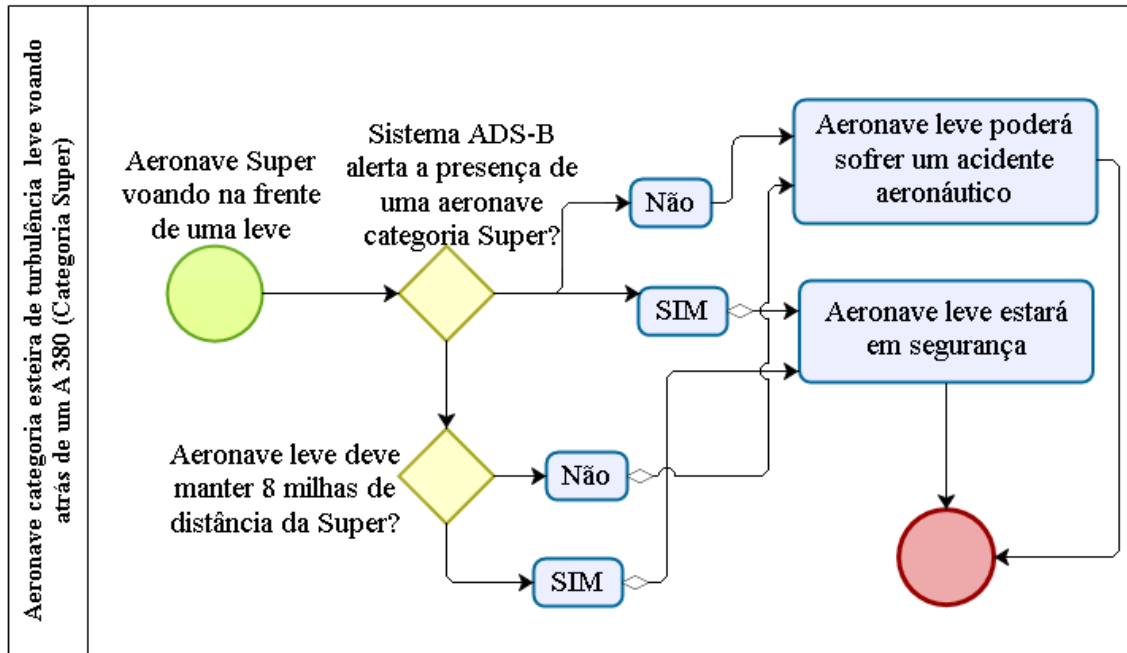 Aeronave categoria esteira de turbulência leve voando
atrás de um A 380 (Categoria Super)
Aeronave Super
voando na frente
de uma leve
Sistema ADS-B
alerta a presença de
uma aeronave
categoria Super?
Não
Aeronave leve poderá
sofrer um acidente
aeronáutico
SIM
Aeronave leve estará
em segurança
Aeronave leve deve
manter 8 milhas de
distância da Super?
Não
SIM